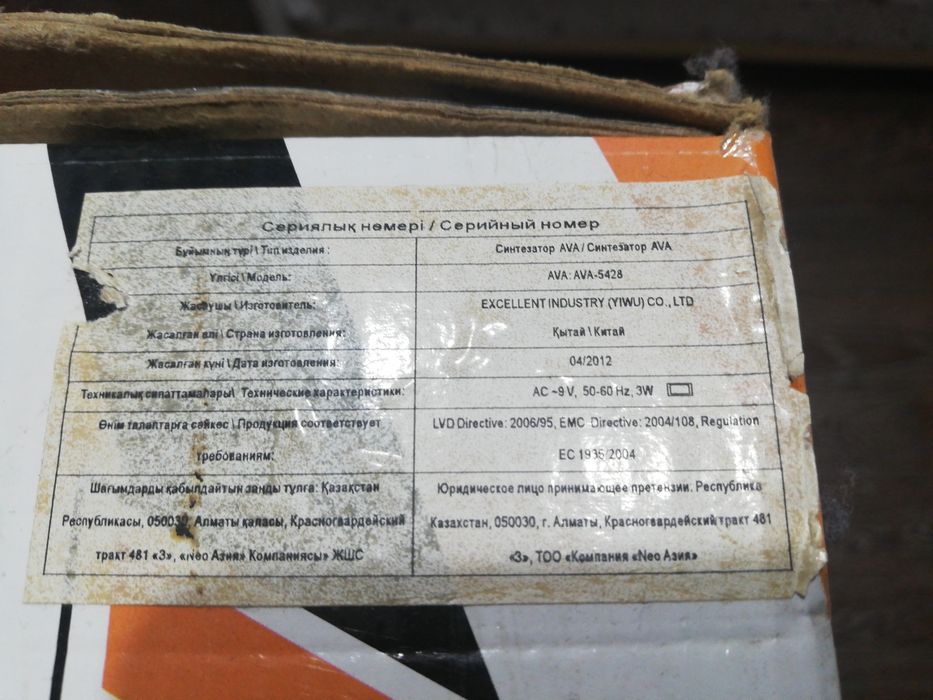 Сериялық нөмері / Серийный номер
Бұйымның түрі \ Тип изделия : Синтезатор AVA / Синтезатор AVA
Үлгісі \ Модель: AVA: AVA-5428
Жасаушы \ Изготовитель: EXCELLENT INDUSTRY (YIWU) CO., LTD
Жасалған елі \ Страна изготовления: Қытай \ Китай
Жасалған күні \ Дата изготовления: 04/2012
Техникалық сипаттамалары\ Технические характеристики: AC ~9 V, 50-60 Hz, 3W
Өнім талаптарға сәйкес \ Продукция соответствует
требованиям:
LVD Directive: 2006/95, EMC Directive: 2004/108, Regulation
EC 1935/2004
Шағымдарды қабылдайтын заңды тұлға: Қазақстан
Республикасы, 050030, Алматы қаласы, Красногвардейский
тракт 481 «З», «Neo Азия» Компаниясы» ЖШС
Юридическое лицо принимающее претензии: Республика
Казахстан, 050030, г. Алматы, Красногвардейский тракт 481
«З», ТОО «Компания «Neo Азия»